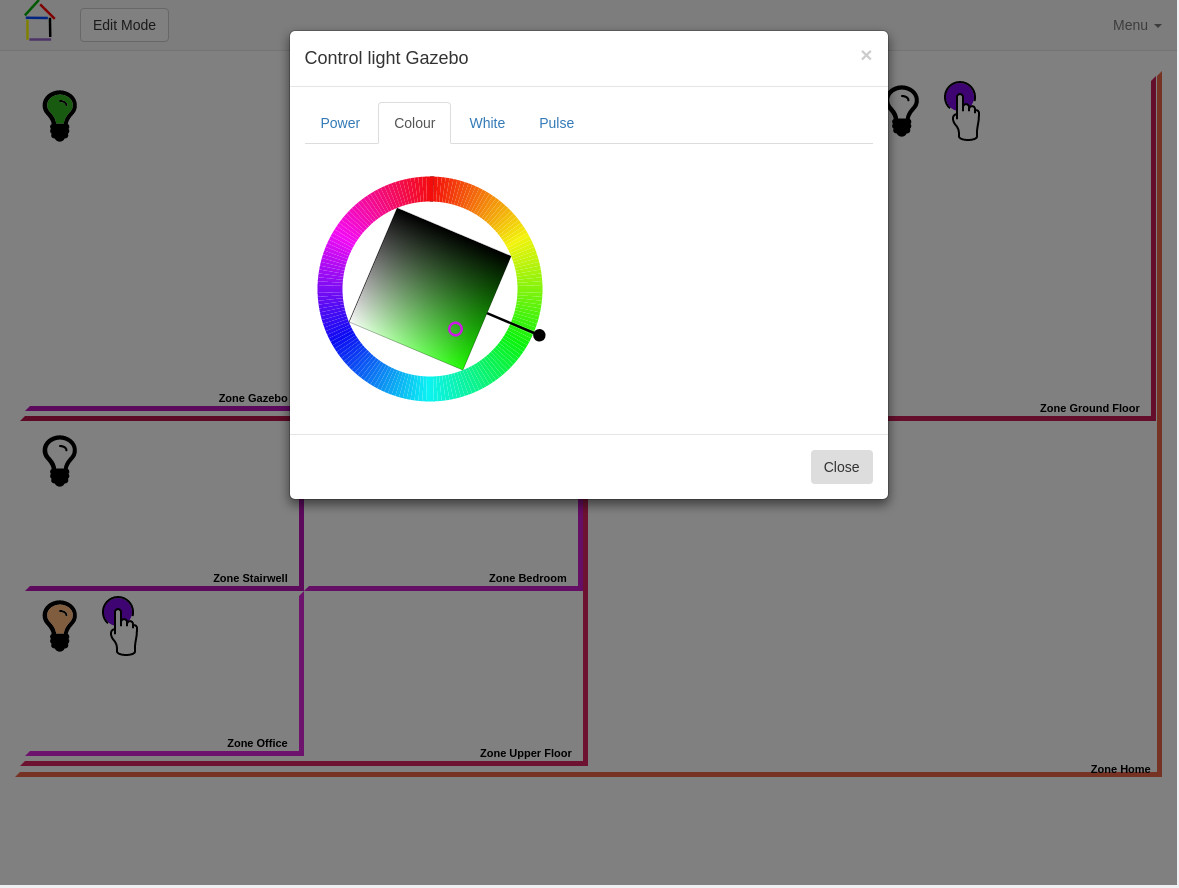 Edit Mode
Menu
Control light Gazebo
×
Power
Colour
White
Pulse
Zone Gazebo
Zone Ground Floor
Close
Zone Stairwell
Zone Bedroom
Zone Office
Zone Upper Floor
Zone Home